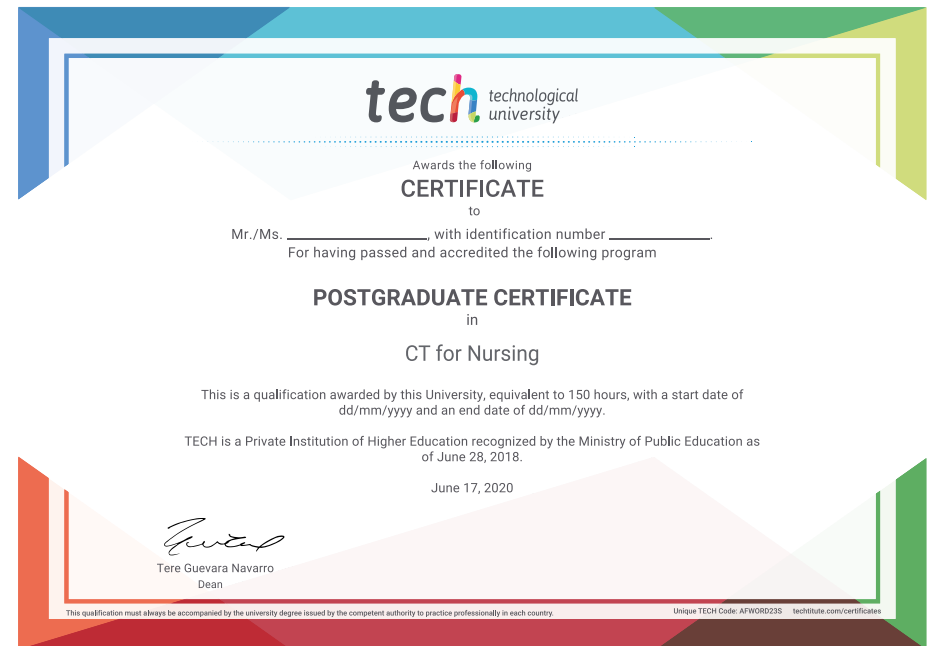 tech technological
university
Awards the following
CERTIFICATE
to
Mr./Ms. ____________________, with identification number ______________.
For having passed and accredited the following program
POSTGRADUATE CERTIFICATE
in
CT for Nursing
This is a qualification awarded by this University, equivalent to 150 hours, with a start date of
dd/mm/yyyy and an end date of dd/mm/yyyy.
TECH is a Private Institution of Higher Education recognized by the Ministry of Public Education as
of June 28, 2018.
June 17, 2020
Tere Guevara Navarro
Dean
This qualification must always be accompanied by the university degree issued by the competent authority to practice professionally in each country.
Unique TECH Code: AFWORD23S techtitute.com/certificates